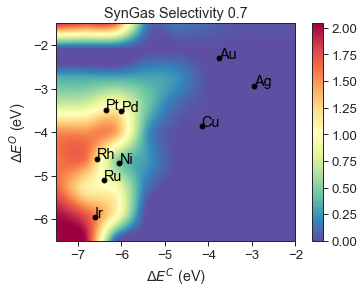 SynGas Selectivity 0.7
ΔE^O (eV)
−2
−3
−4
−5
−6
Au
Ag
Cu
Pt Pd
Rh Ni
Ru
Ir
−7 −6 −5 −4 −3 −2
ΔE^C (eV)
2.00
1.75
1.50
1.25
1.00
0.75
0.50
0.25
0.00